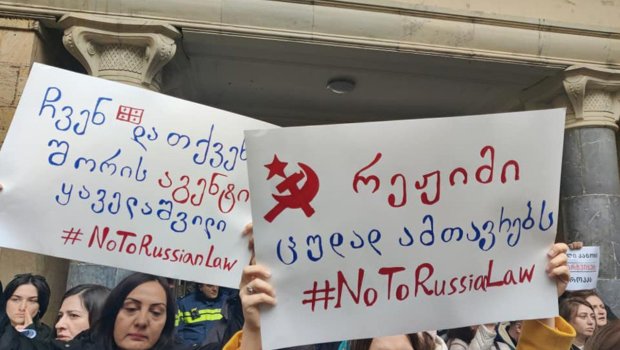 ჩვენ და თქვენ
შორის აგენტი
ყაველაშვილი
#NoToRussianLaw
რეჟიმი
ცუდად ამთავრებს
#NoToRussianLaw